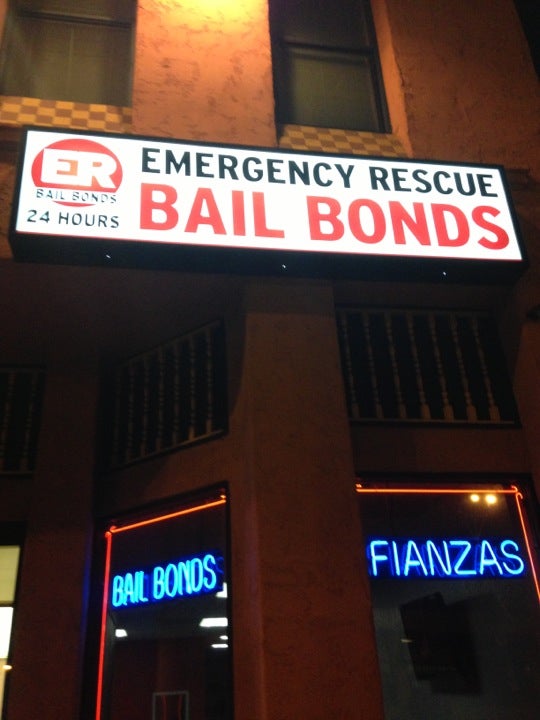 ER
BAIL BONDS
24 HOURS
EMERGENCY RESCUE
BAIL BONDS
BAIL BONDS
FIANZAS